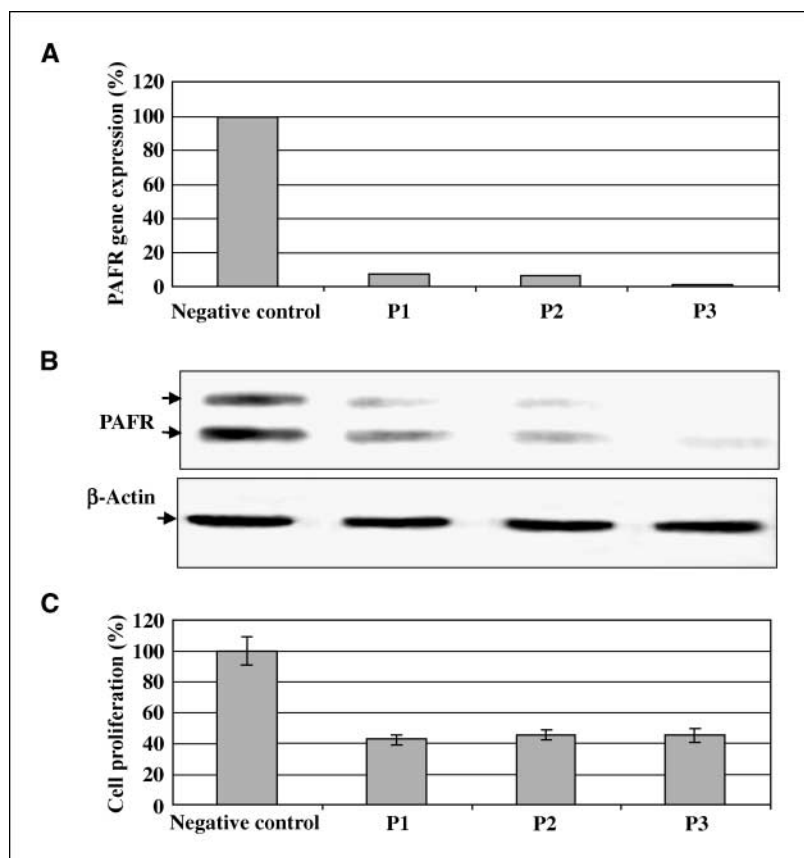 A
PAFR gene expression (%)
120
100
80
60
40
20
0
Negative control P1 P2 P3
B
PAFR
β-Actin
C
Cell proliferation (%)
120
100
80
60
40
20
0
Negative control P1 P2 P3